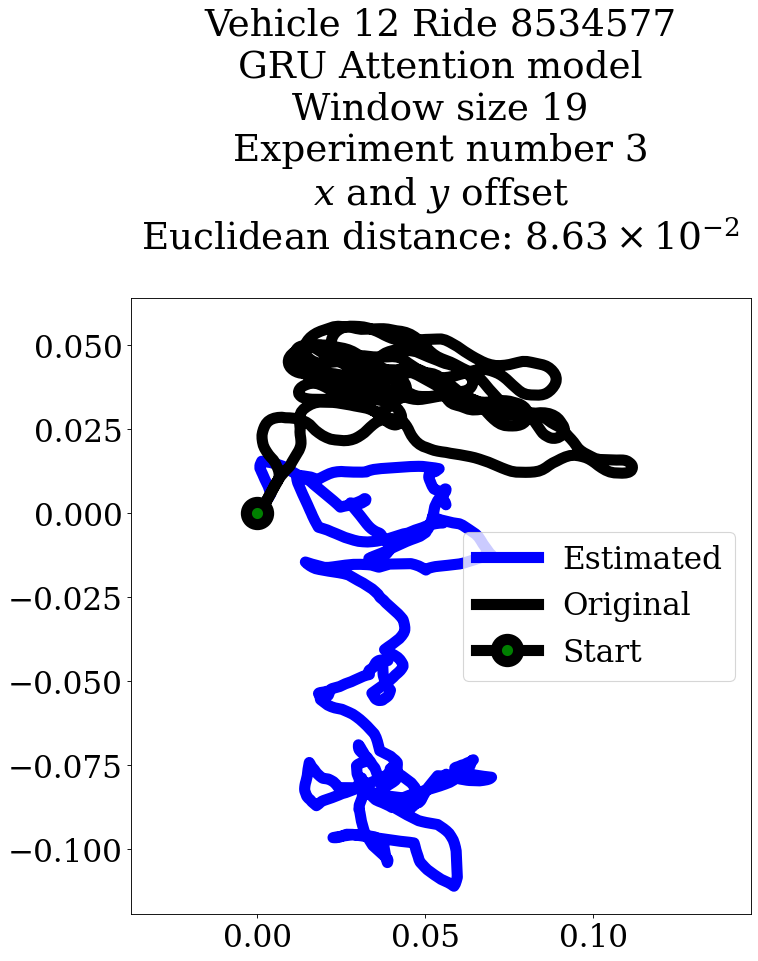 Vehicle 12 Ride 8534577
GRU Attention model
Window size 19
Experiment number 3
x and y offset
Euclidean distance: 8.63 × 10⁻²
0.050
0.025
0.000
−0.025
−0.050
−0.075
−0.100
Estimated
Original
Start
0.00 0.05 0.10